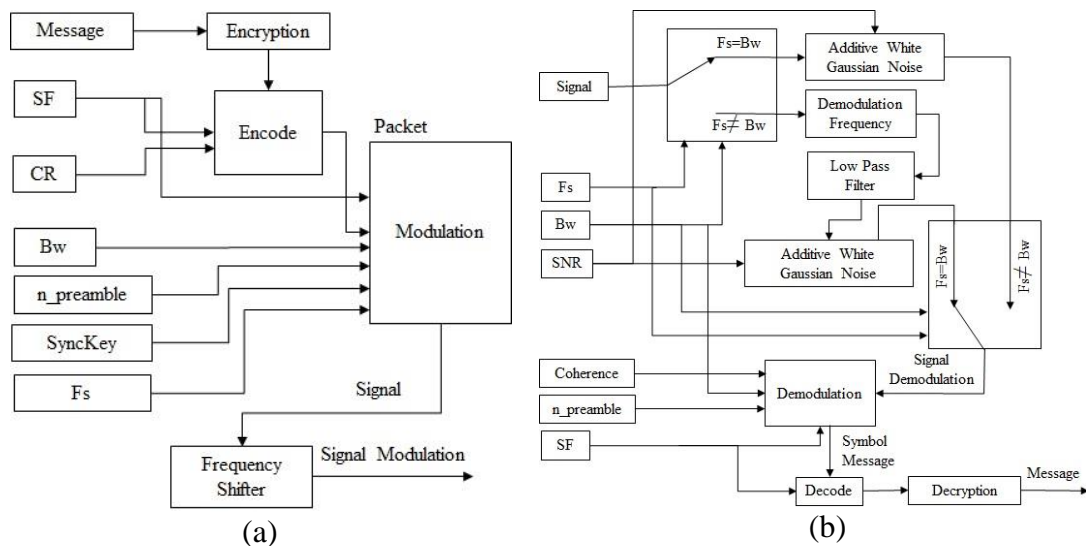 Message
Encryption
SF
CR
Encode
Packet
Modulation
Bw
n_preamble
SyncKey
Fs
Signal
Frequency
Shifter
Signal Modulation
(a)
Signal
Fs=Bw
Fs≠ Bw
Additive White
Gaussian Noise
Demodulation
Frequency
Low Pass
Filter
Fs
Bw
SNR
Additive White
Gaussian Noise
Fs=Bw
Fs≠ Bw
Signal
Demodulation
Coherence
n_preamble
SF
Demodulation
Symbol
Message
Decode
Decryption
Message
(b)